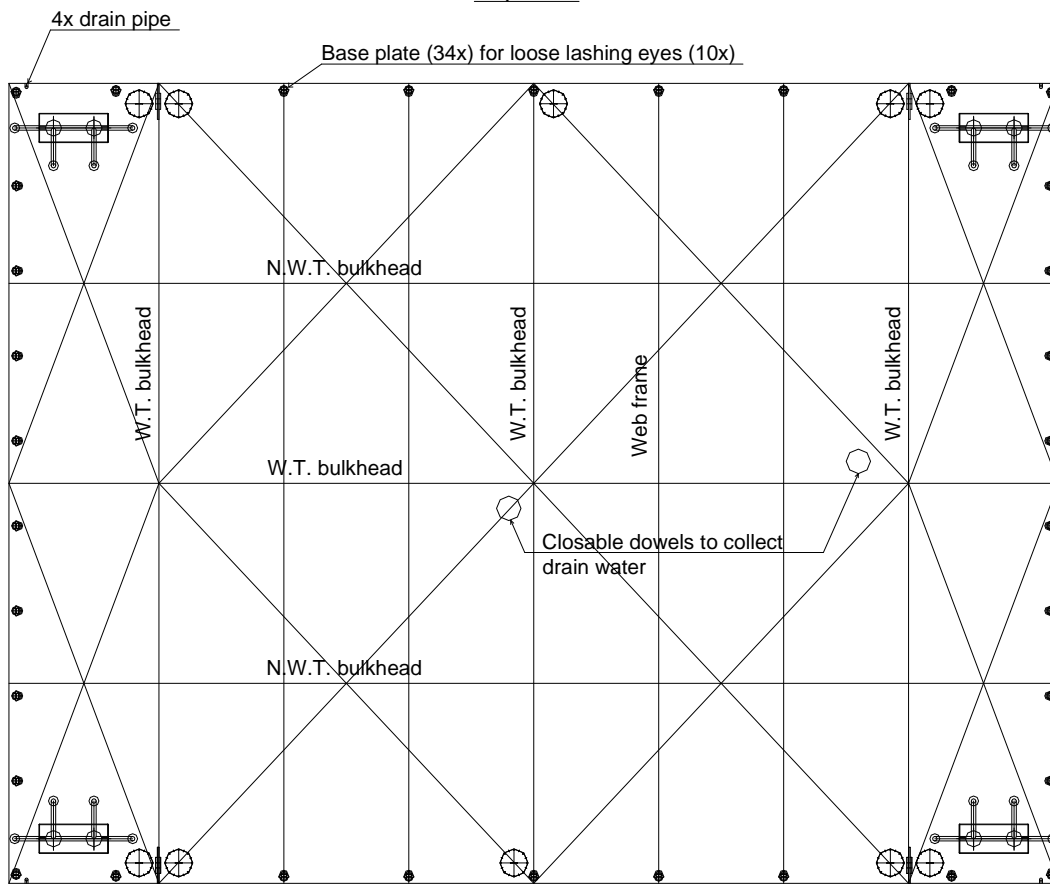 4x drain pipe
Base plate (34x) for loose lashing eyes (10x)
N.W.T. bulkhead
W.T. bulkhead
W.T. bulkhead
Web frame
W.T. bulkhead
W.T. bulkhead
Closable dowels to collect
drain water
N.W.T. bulkhead